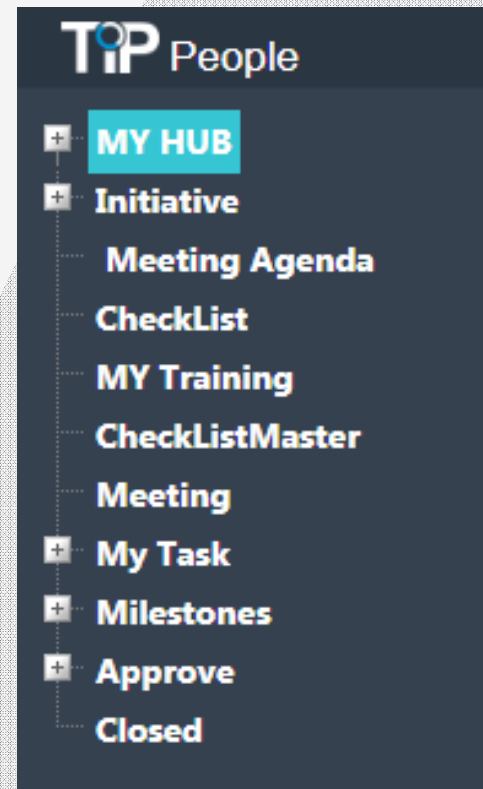 TiP People
MY HUB
Initiative
Meeting Agenda
CheckList
MY Training
CheckListMaster
Meeting
My Task
Milestones
Approve
Closed